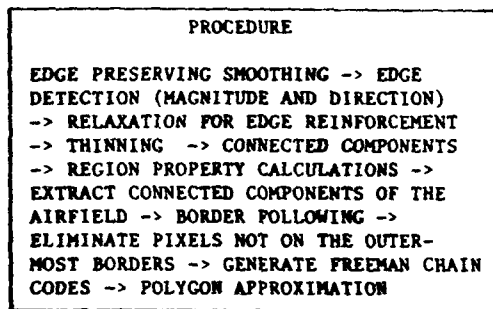 PROCEDURE
EDGE PRESERVING SMOOTHING -> EDGE
DETECTION (MAGNITUDE AND DIRECTION)
-> RELAXATION FOR EDGE REINFORCEMENT
-> THINNING -> CONNECTED COMPONENTS
-> REGION PROPERTY CALCULATIONS ->
EXTRACT CONNECTED COMPONENTS OF THE
AIRFIELD -> BORDER FOLLOWING ->
ELIMINATE PIXELS NOT ON THE OUTER-
MOST BORDERS -> GENERATE FREEMAN CHAIN
CODES -> POLYGON APPROXIMATION